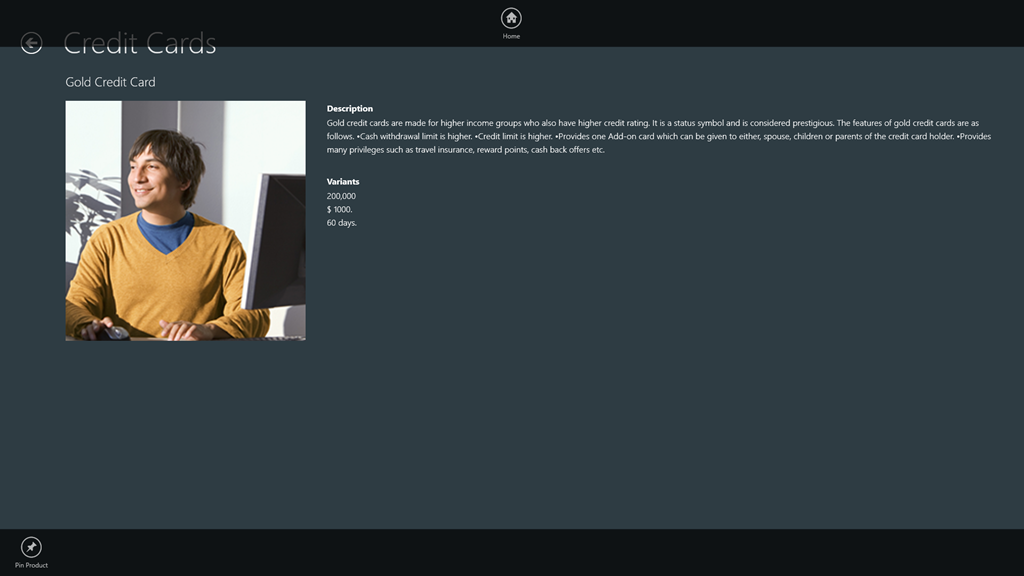 Home
Credit Cards
Gold Credit Card
Description
Gold credit cards are made for higher income groups who also have higher credit rating. It is a status symbol and is considered prestigious. The features of gold credit cards are as
follows. •Cash withdrawal limit is higher. •Credit limit is higher. •Provides one Add-on card which can be given to either, spouse, children or parents of the credit card holder. •Provides
many privileges such as travel insurance, reward points, cash back offers etc.
Variants
200,000
$ 1000.
60 days.
Pin Product